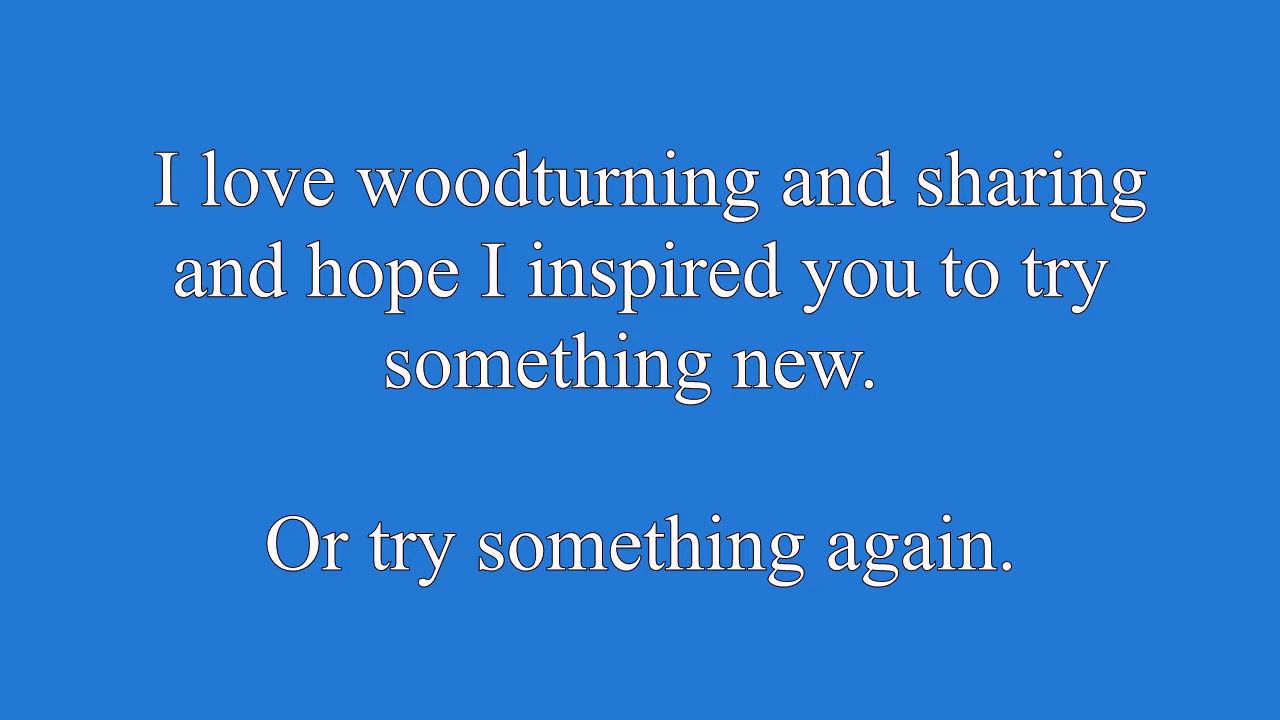 I love woodturning and sharing
and hope I inspired you to try
something new.
Or try something again.